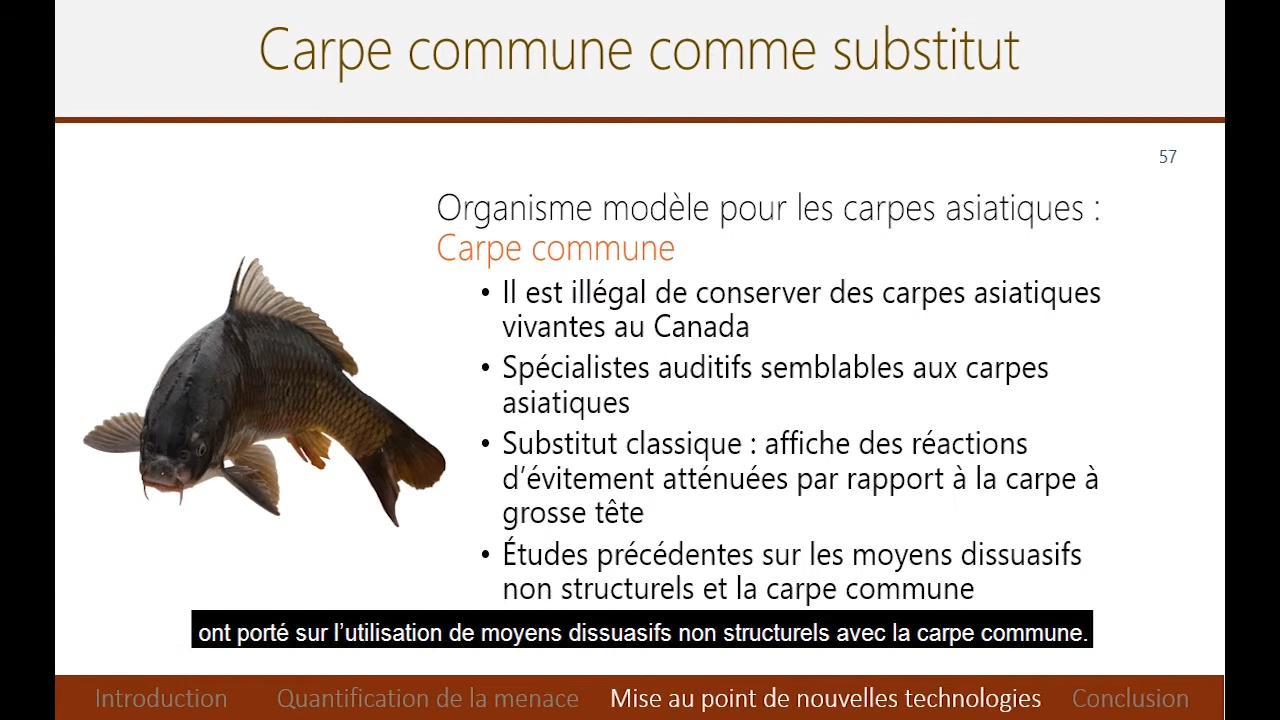 Carpe commune comme substitut
57
Organisme modèle pour les carpes asiatiques :
Carpe commune
• Il est illégal de conserver des carpes asiatiques
vivantes au Canada
• Spécialistes auditifs semblables aux carpes
asiatiques
• Substitut classique : affiche des réactions
d’évitement atténuées par rapport à la carpe à
grosse tête
• Études précédentes sur les moyens dissuasifs
non structurels et la carpe commune
ont porté sur l’utilisation de moyens dissuasifs non structurels avec la carpe commune.
Introduction Quantification de la menace Mise au point de nouvelles technologies Conclusion